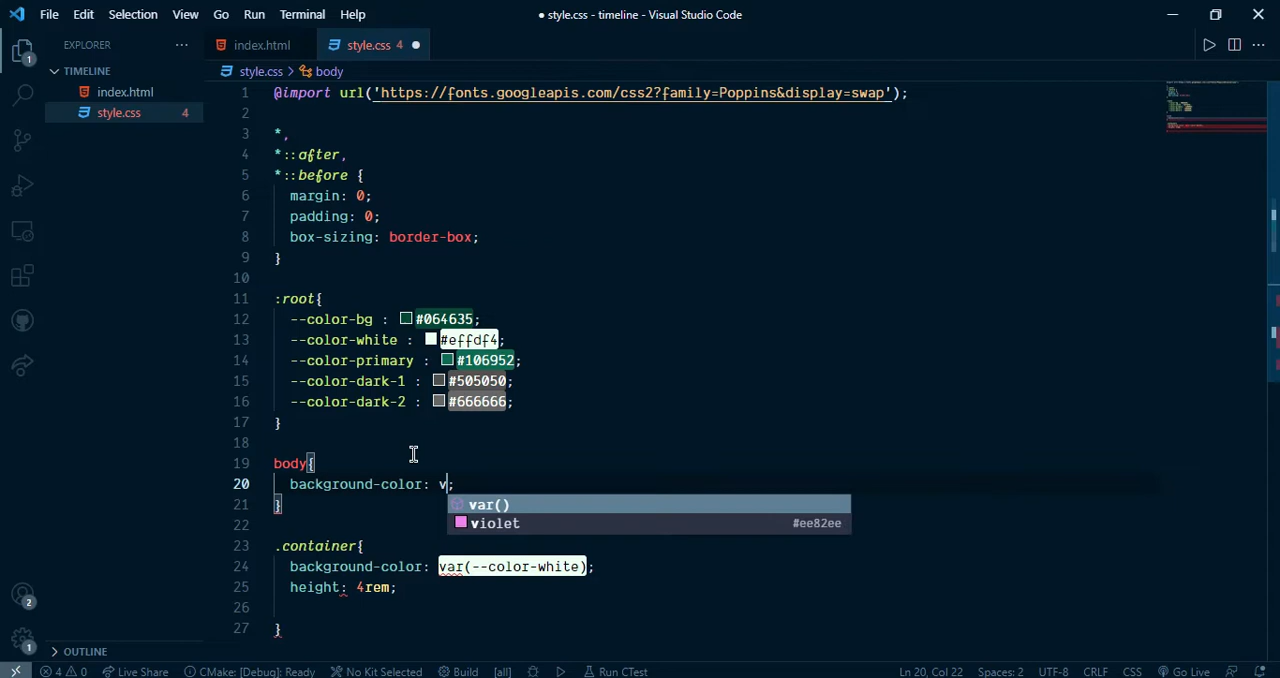 File Edit Selection View Go Run Terminal Help
● style.css - timeline - Visual Studio Code
EXPLORER
index.html
style.css 4
TIMELINE
style.css > body
index.html
style.css 4
1 @import url('https://fonts.googleapis.com/css2?family=Poppins&display=swap');
2
3 *,
4 *::after,
5 *::before {
6 margin: 0;
7 padding: 0;
8 box-sizing: border-box;
9 }
10
11 :root{
12 --color-bg : #064635;
13 --color-white : #effdf4;
14 --color-primary : #106952;
15 --color-dark-1 : #505050;
16 --color-dark-2 : #666666;
17 }
18
19 body{
20 background-color: v;
var()
violet #ee82ee
21 }
22
23 .container{
24 background-color: var(--color-white);
25 height: 4rem;
26
27 }
1
2
1
OUTLINE
4 0 Live Share CMake: [Debug]: Ready No Kit Selected Build [all] Run CTest Ln 20, Col 22 Spaces: 2 UTF-8 CRLF CSS Go Live